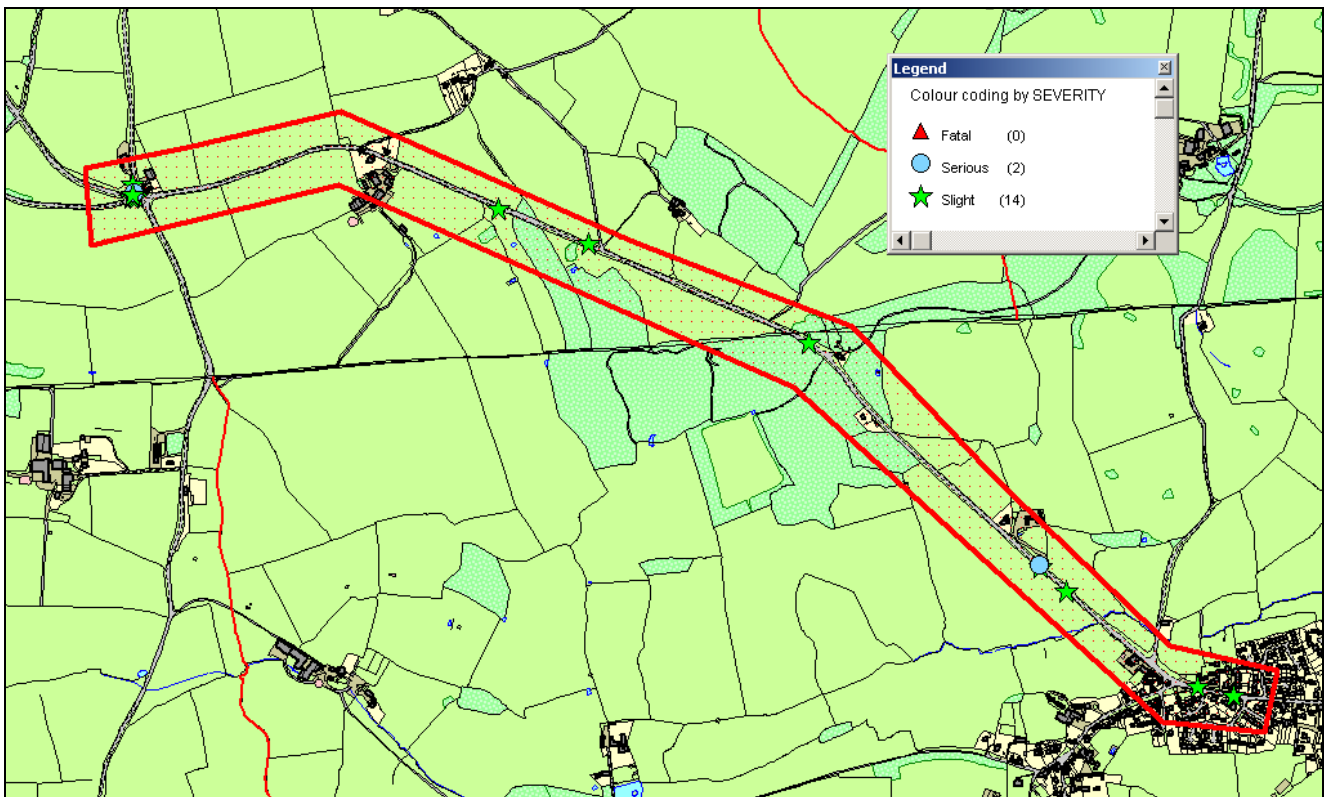 Legend
Colour coding by SEVERITY
Fatal (0)
Serious (2)
Slight (14)